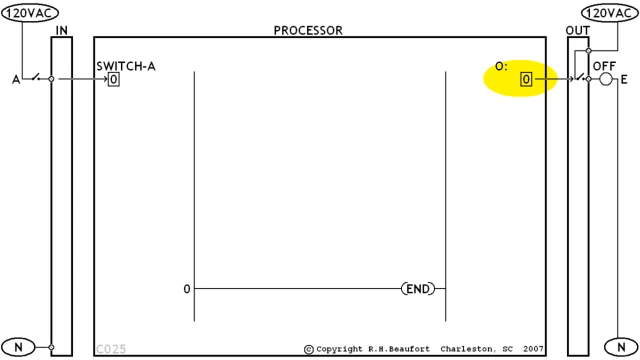 120VAC
120VAC
IN
PROCESSOR
OUT
SWITCH-A
O:
OFF
A
0
0
E
0
END
N
C025
© Copyright R.H.Beaufort Charleston, SC 2007
N